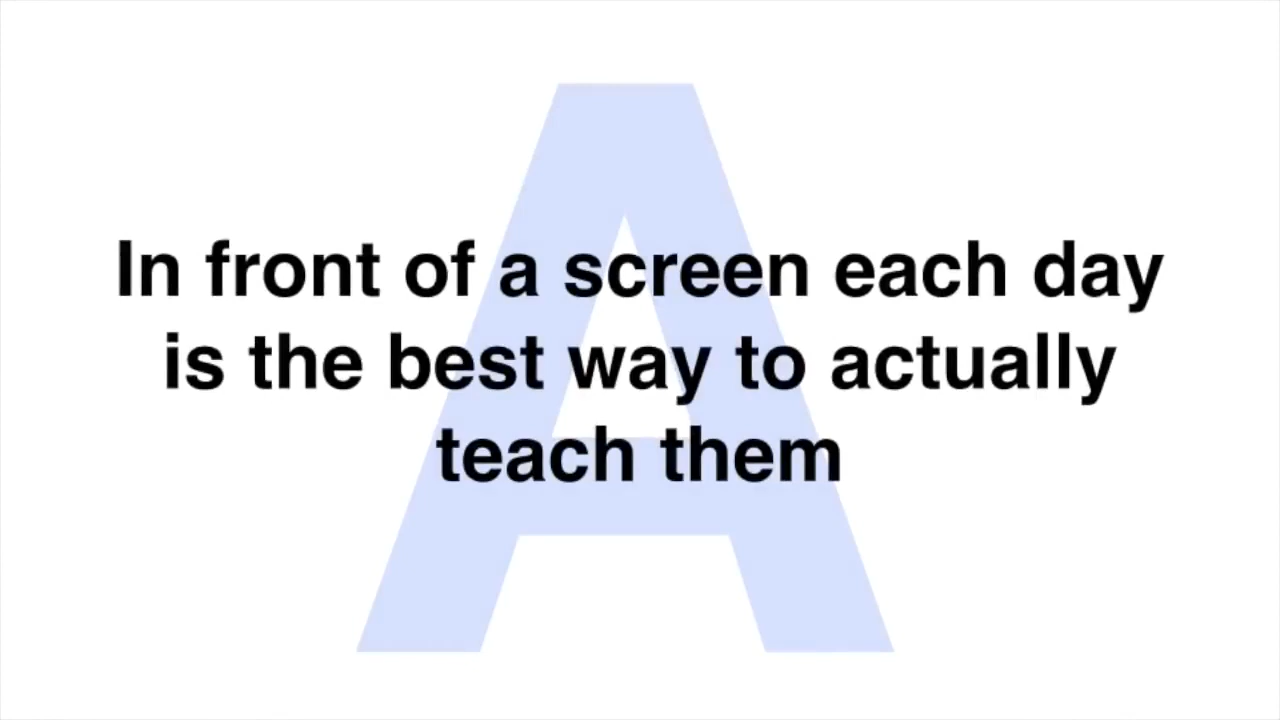 A
In front of a screen each day
is the best way to actually
teach them